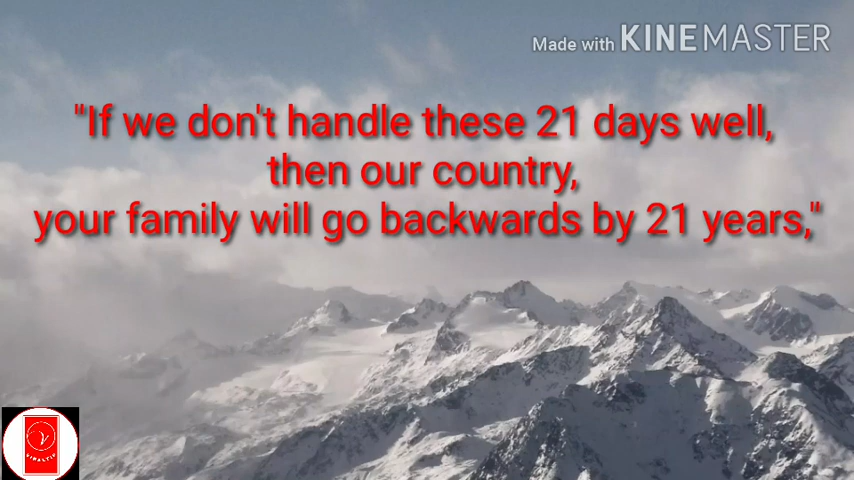 Made with KINEMASTER
"If we don't handle these 21 days well,
then our country,
your family will go backwards by 21 years,"